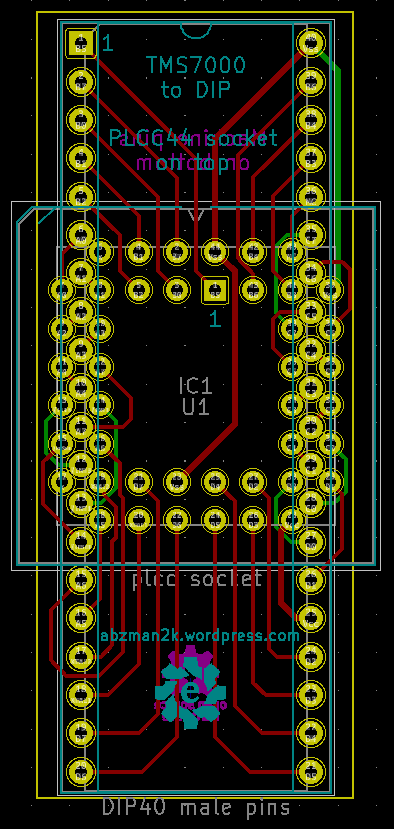 1
TMS7000
to DIP
PLCC44 socket
on top
1
IC1
U1
plcc socket
abzman2k.wordpress.com
e
DIP40 male pins